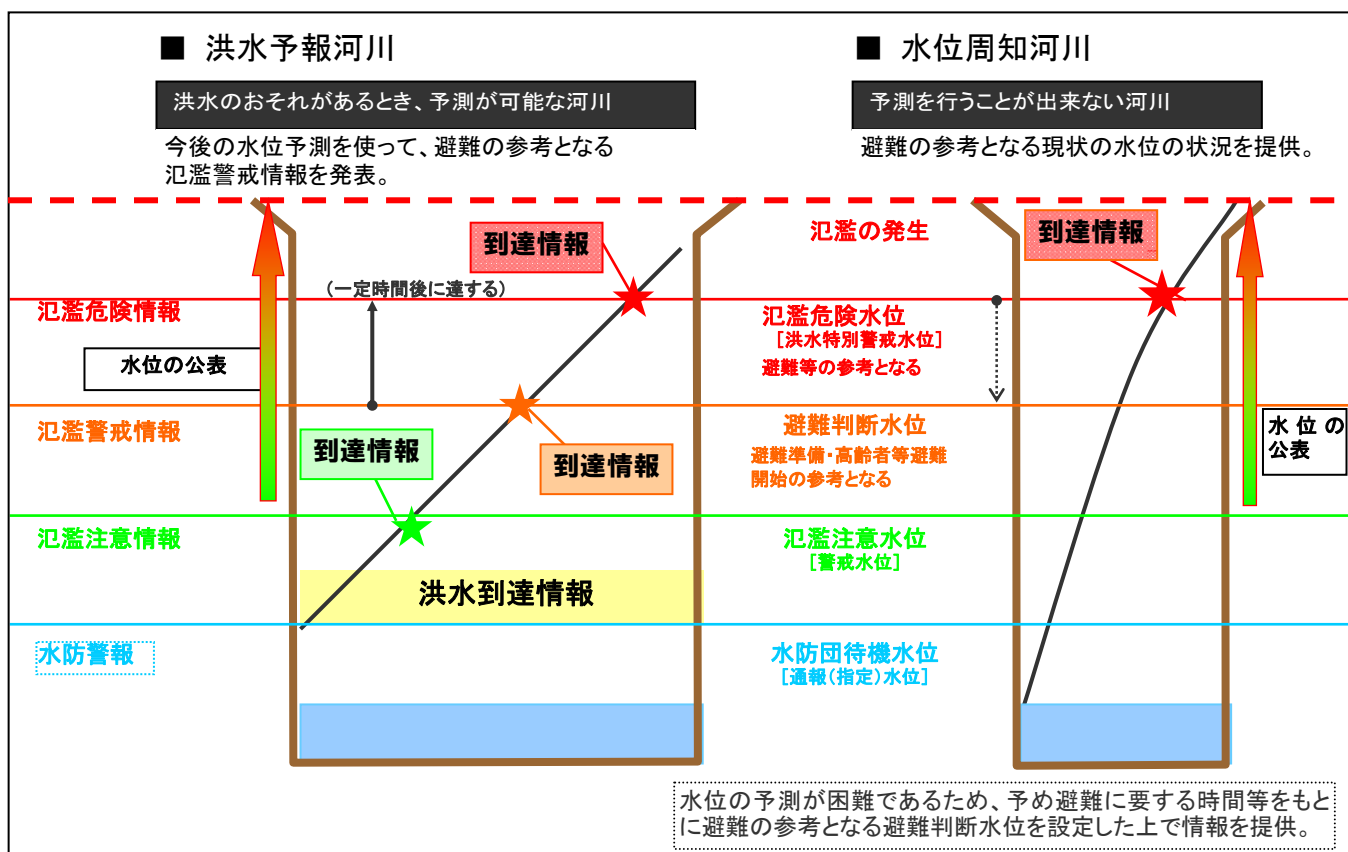 ■ 洪水予報河川
洪水のおそれがあるとき、予測が可能な河川
今後の水位予測を使って、避難の参考となる
氾濫警戒情報を発表。
■ 水位周知河川
予測を行うことが出来ない河川
避難の参考となる現状の水位の状況を提供。
到達情報
氾濫の発生
到達情報
(一定時間後に達する)
氾濫危険情報
氾濫危険水位
[洪水特別警戒水位]
避難等の参考となる
水位の公表
氾濫警戒情報
避難判断水位
避難準備・高齢者等避難
開始の参考となる
到達情報
到達情報
水位の
公表
氾濫注意情報
氾濫注意水位
[警戒水位]
洪水到達情報
水防警報
水防団待機水位
[通報(指定)水位]
水位の予測が困難であるため、予め避難に要する時間等をもと
に避難の参考となる避難判断水位を設定した上で情報を提供。